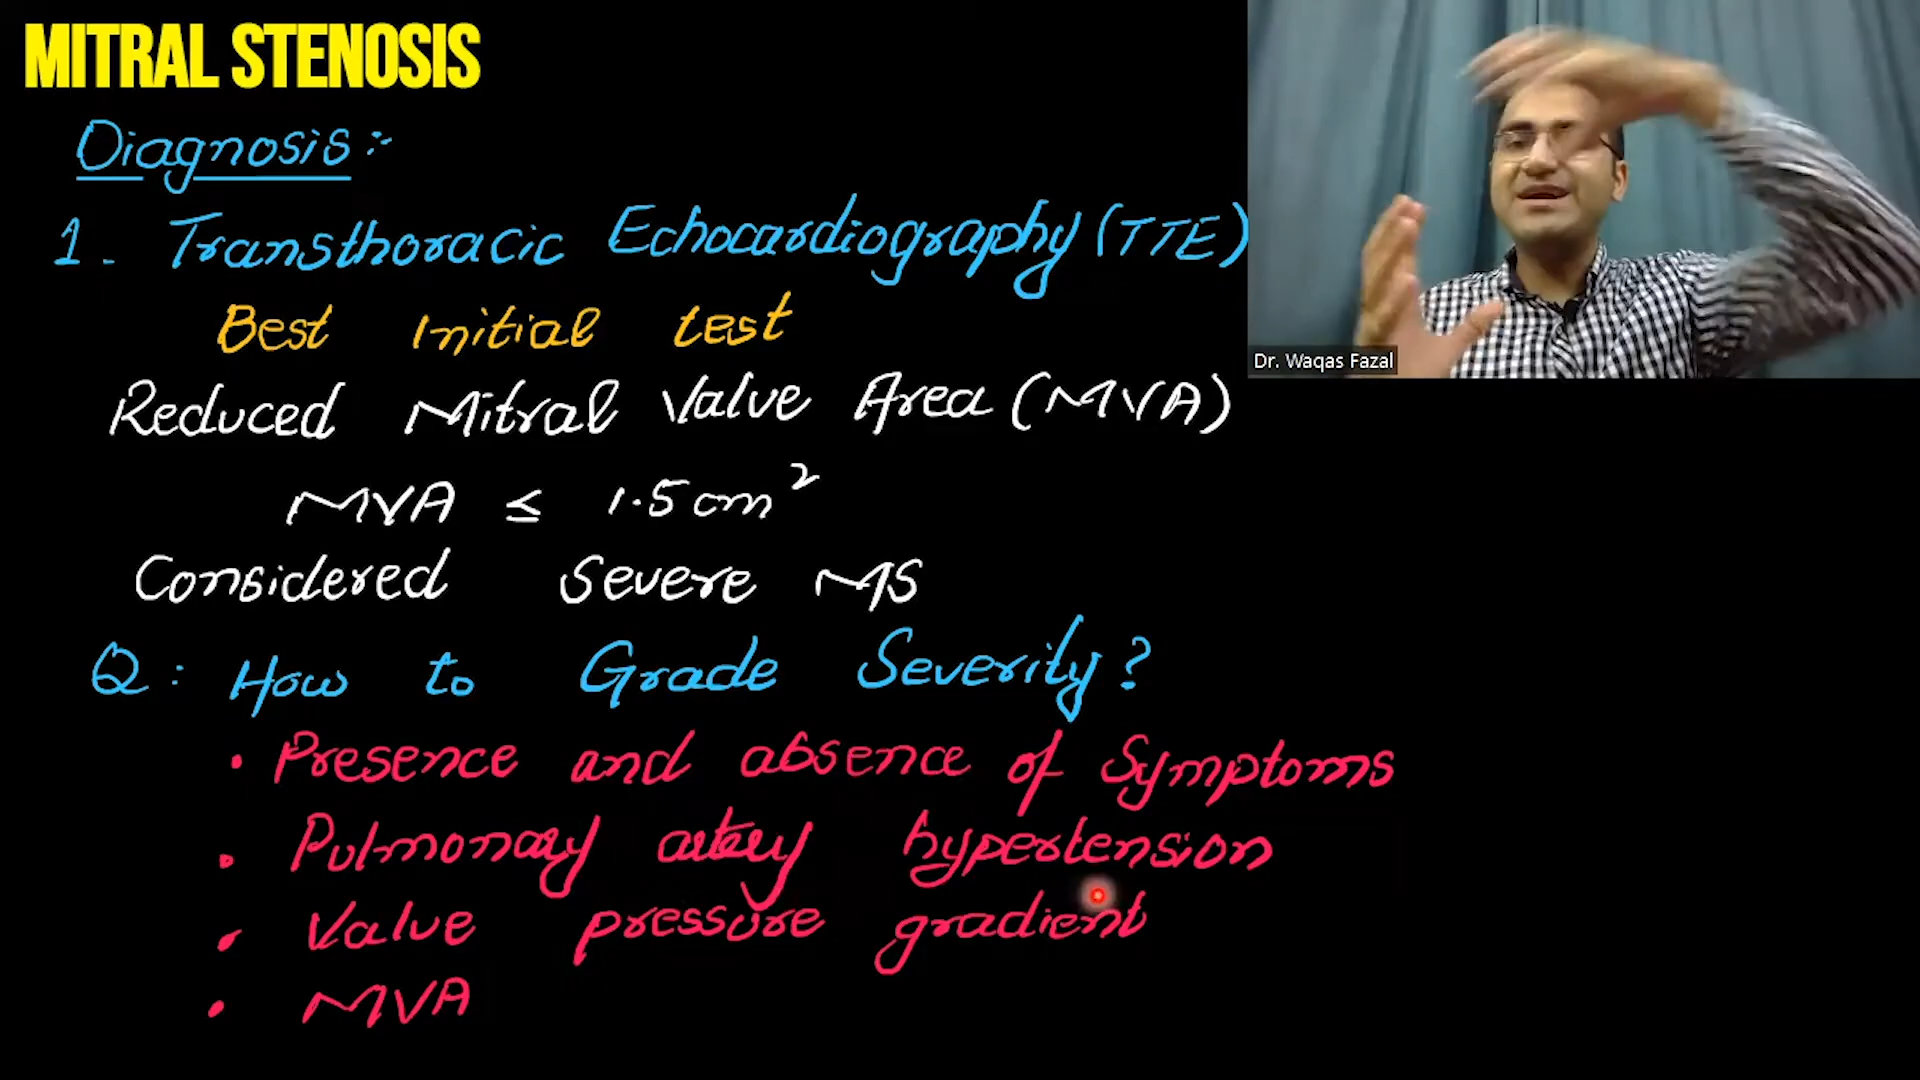 MITRAL STENOSIS
Diagnosis:-
1. Transthoracic Echocardiography (TTE)
Best initial test
Dr. Waqas Fazal
Reduced Mitral Valve Area (MVA)
MVA ≤ 1.5 cm²
Considered Severe MS
Q: How to Grade Severity?
• Presence and absence of Symptoms
• Pulmonary artery hypertension
• Valve pressure gradient
• MVA